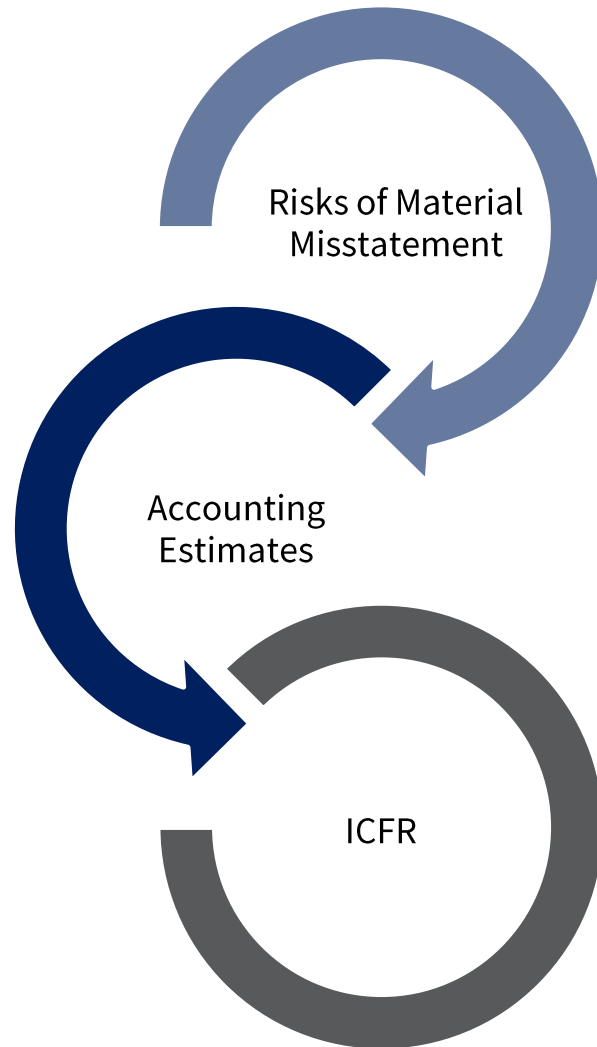 Risks of Material
Misstatement
Accounting
Estimates
ICFR